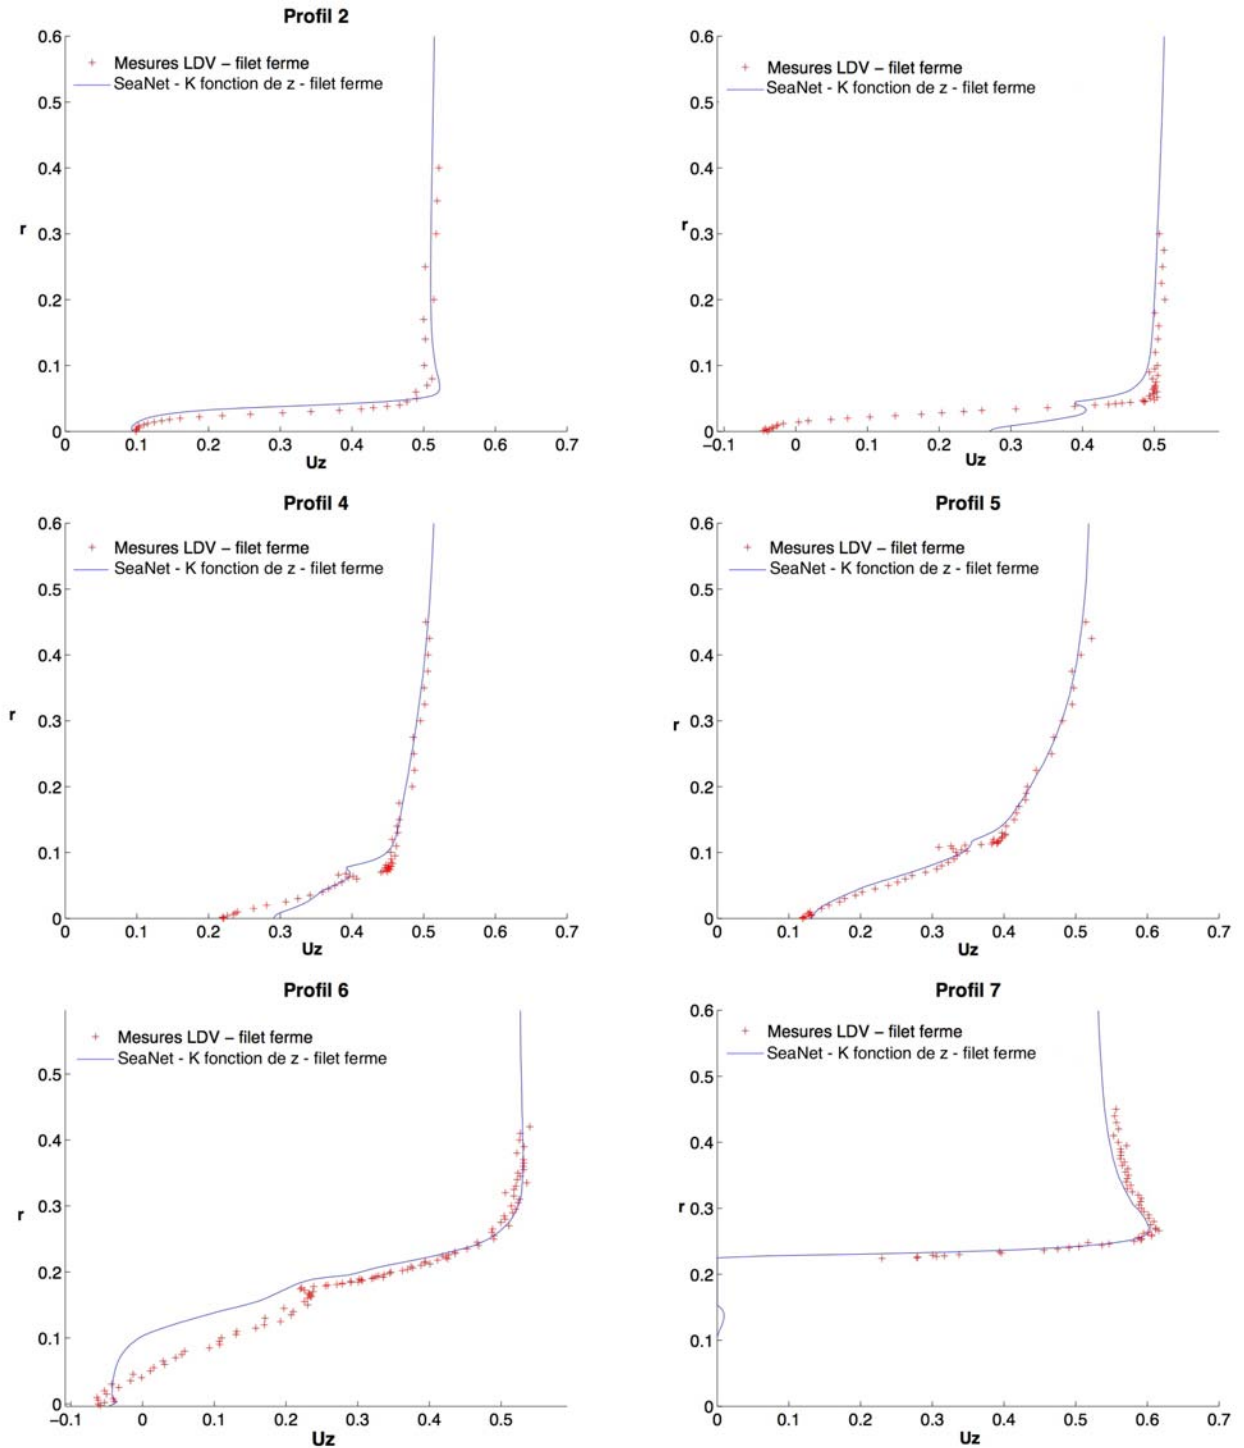 Profil 2
0.6
Mesures LDV – filet ferme
SeaNet - K fonction de z - filet ferme
0.5
0.4
r
0.3
0.2
0.1
0
0 0.1 0.2 0.3 0.4 0.5 0.6 0.7
Uz
0.6
Mesures LDV – filet ferme
SeaNet - K fonction de z - filet ferme
0.5
0.4
r
0.3
0.2
0.1
0
−0.1 0 0.1 0.2 0.3 0.4 0.5
Uz
Profil 4
0.6
Mesures LDV – filet ferme
SeaNet - K fonction de z - filet ferme
0.5
0.4
r
0.3
0.2
0.1
0
0 0.1 0.2 0.3 0.4 0.5 0.6 0.7
Uz
Profil 5
0.6
Mesures LDV – filet ferme
SeaNet - K fonction de z - filet ferme
0.5
0.4
r
0.3
0.2
0.1
0
0 0.1 0.2 0.3 0.4 0.5 0.6 0.7
Uz
Profil 6
Mesures LDV – filet ferme
SeaNet - K fonction de z - filet ferme
0.5
0.4
0.3
r
0.2
0.1
0
−0.1 0 0.1 0.2 0.3 0.4 0.5
Uz
Profil 7
0.6
Mesures LDV – filet ferme
SeaNet - K fonction de z - filet ferme
0.5
0.4
0.3
r
0.2
0.1
0
0 0.1 0.2 0.3 0.4 0.5 0.6 0.7
Uz